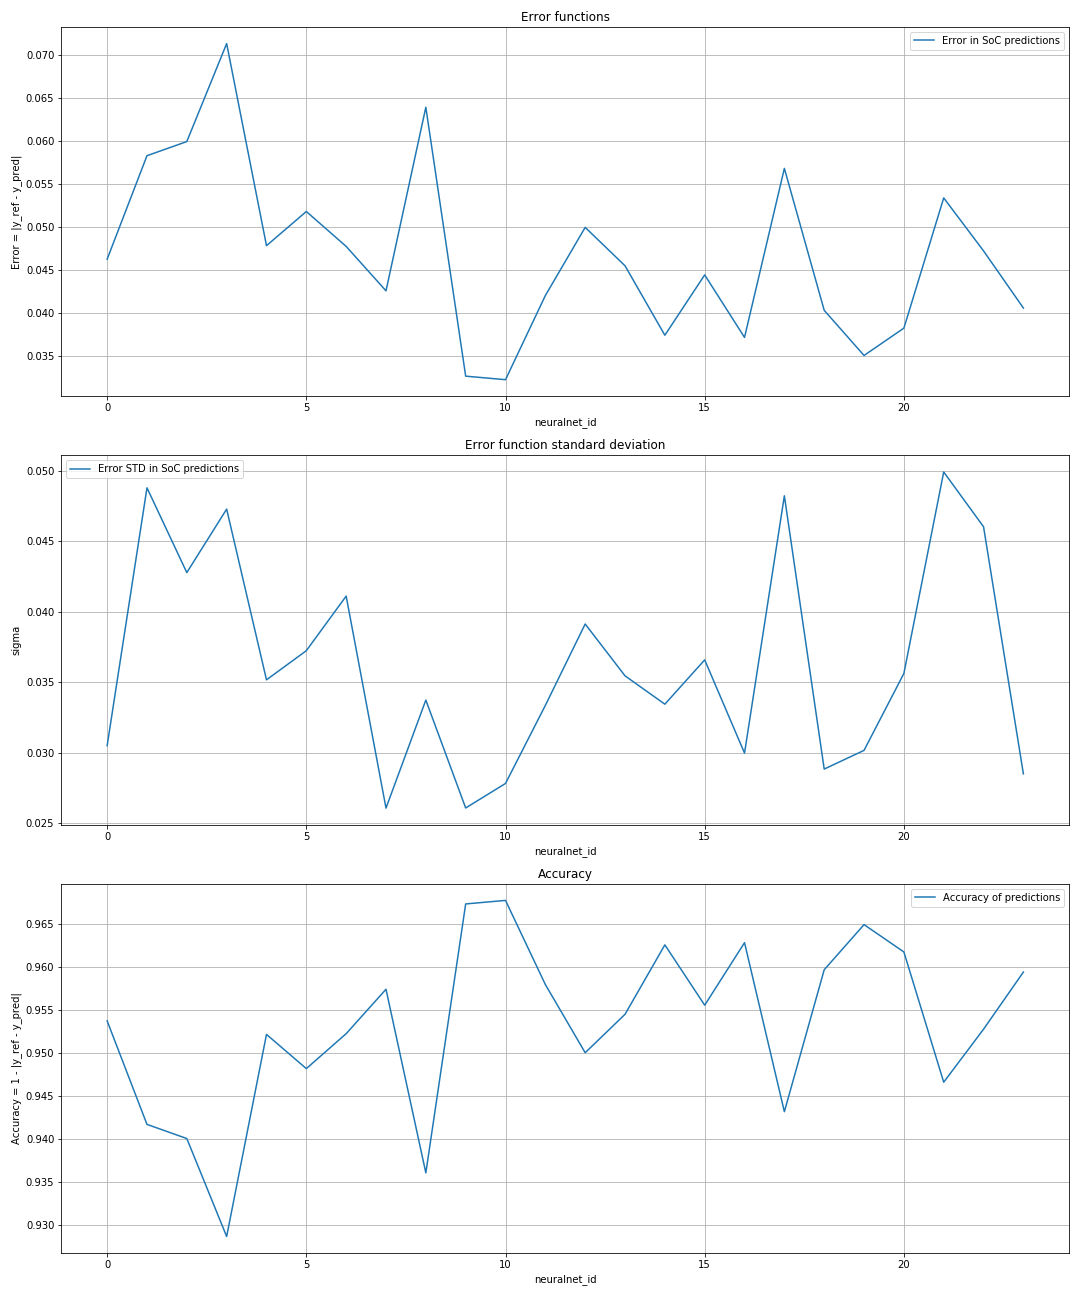 Error functions
Error in SoC predictions
0.070
0.065
0.060
0.055
0.050
0.045
0.040
0.035
Error = |y_ref - y_pred|
0 5 10 15 20
neuralnet_id
Error function standard deviation
Error STD in SoC predictions
0.050
0.045
0.040
0.035
0.030
0.025
sigma
0 5 10 15 20
neuralnet_id
Accuracy
Accuracy of predictions
0.965
0.960
0.955
0.950
0.945
0.940
0.935
0.930
Accuracy = 1 - |y_ref - y_pred|
0 5 10 15 20
neuralnet_id